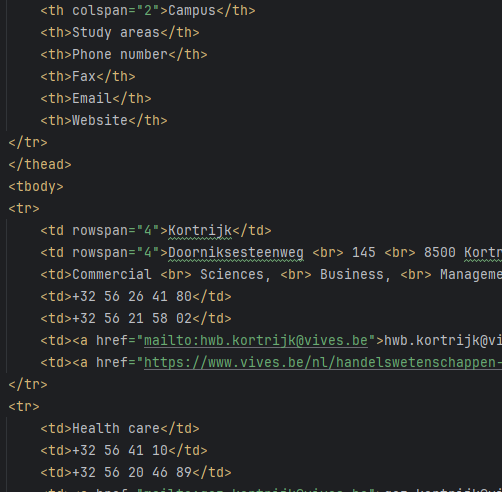 <th colspan="2">Campus</th>
<th>Study areas</th>
<th>Phone number</th>
<th>Fax</th>
<th>Email</th>
<th>Website</th>
</tr>
</thead>
<tbody>
<tr>
<td rowspan="4">Kortrijk</td>
<td rowspan="4">Doorniksesteenweg <br> 145 <br> 8500 Kortr
<td>Commercial <br> Sciences, <br> Business, <br> Manageme
<td>+32 56 26 41 80</td>
<td>+32 56 21 58 02</td>
<td><a href="mailto:hwb.kortrijk@vives.be">hwb.kortrijk@vi
<td><a href="https://www.vives.be/nl/handelswetenschappen-
</tr>
<tr>
<td>Health care</td>
<td>+32 56 41 10</td>
<td>+32 56 20 46 89</td>